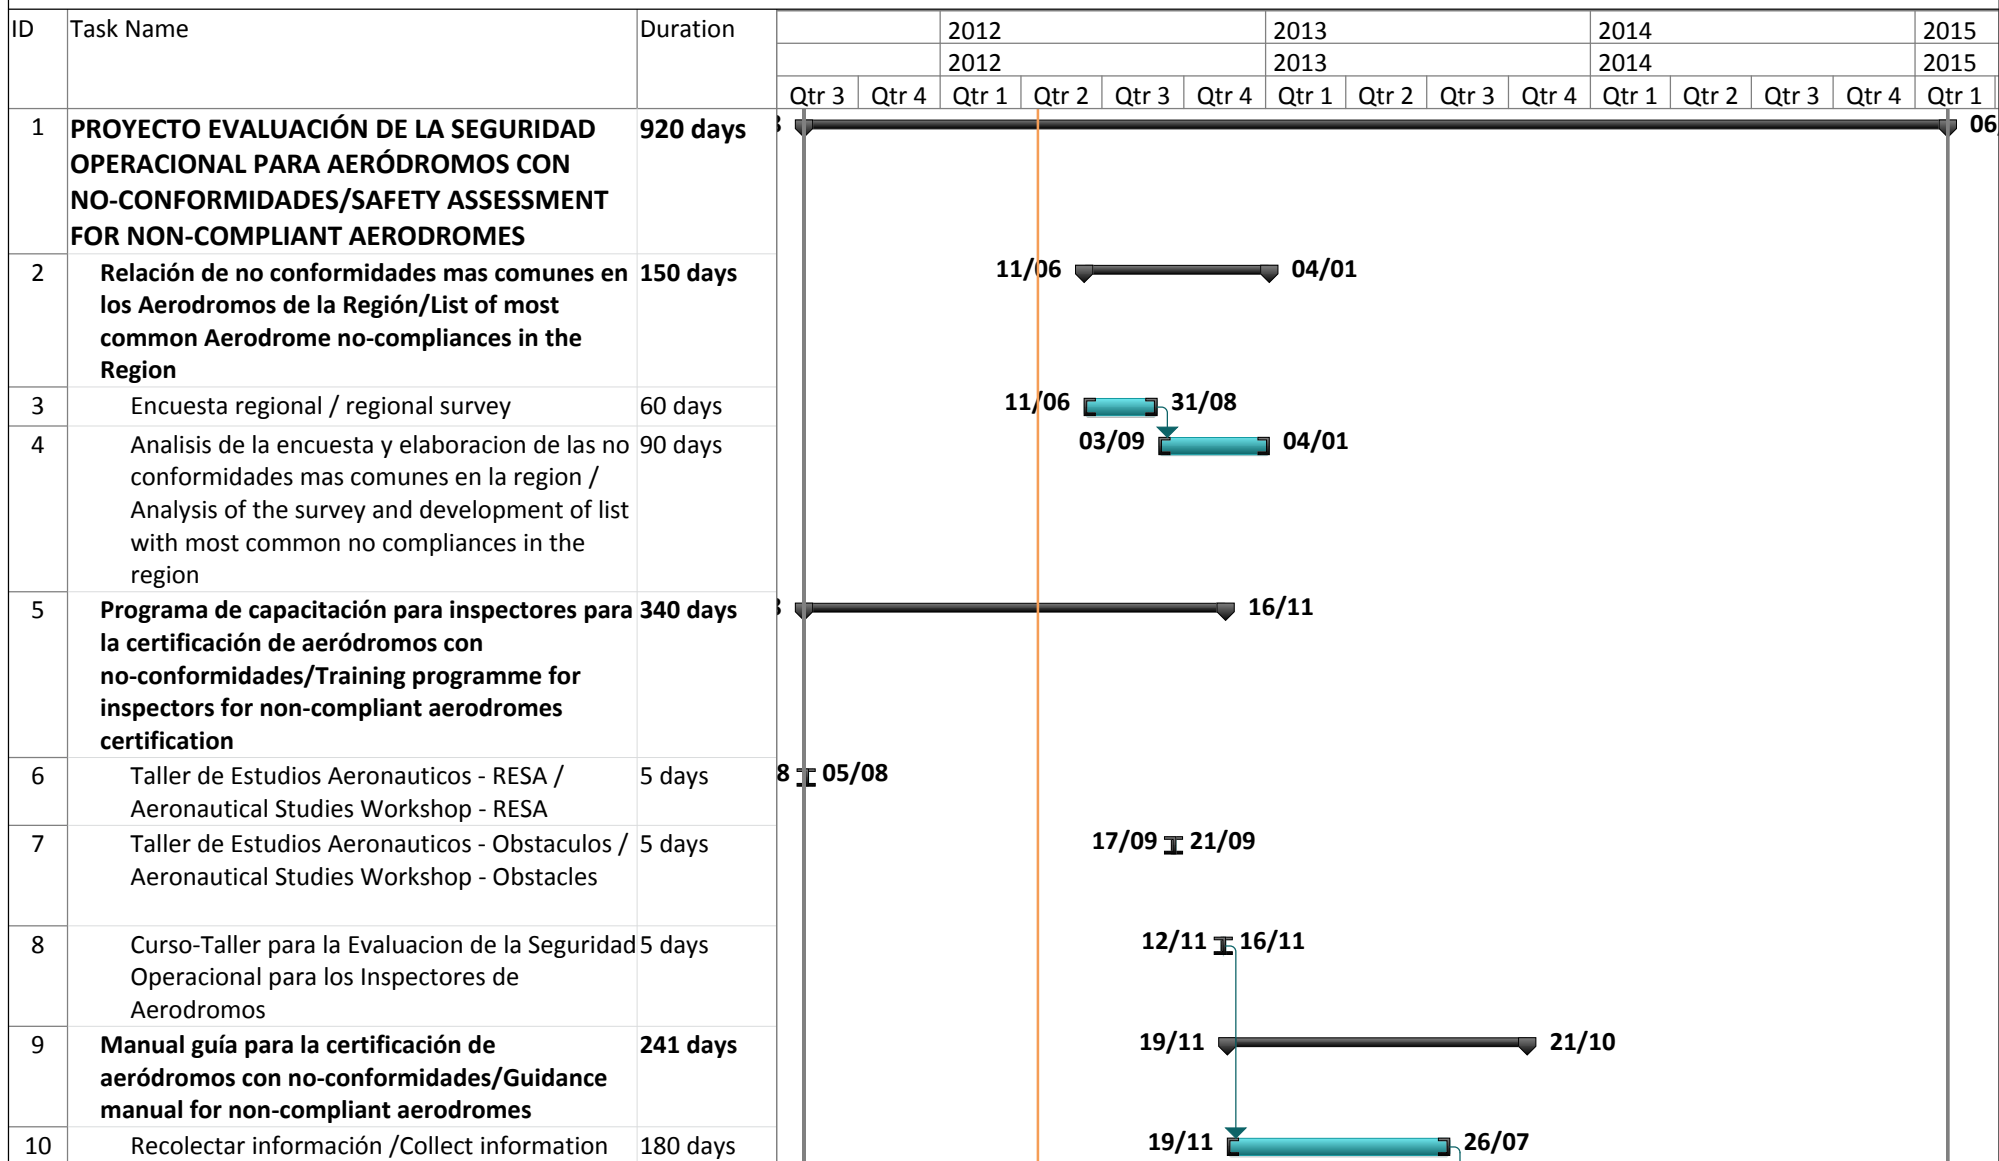 ID Task Name Duration 2012 2013 2014 2015
2012 2013 2014 2015
Qtr 3 Qtr 4 Qtr 1 Qtr 2 Qtr 3 Qtr 4 Qtr 1 Qtr 2 Qtr 3 Qtr 4 Qtr 1 Qtr 2 Qtr 3 Qtr 4 Qtr 1
1 PROYECTO EVALUACIÓN DE LA SEGURIDAD 920 days 06
OPERACIONAL PARA AERÓDROMOS CON
NO-CONFORMIDADES/SAFETY ASSESSMENT
FOR NON-COMPLIANT AERODROMES
2 Relación de no conformidades mas comunes en 150 days 11/06 04/01
los Aerodromos de la Región/List of most
common Aerodrome no-compliances in the
Region
3 Encuesta regional / regional survey 60 days 11/06 31/08
4 Analisis de la encuesta y elaboracion de las no 90 days 03/09 04/01
conformidades mas comunes en la region /
Analysis of the survey and development of list
with most common no compliances in the
region
5 Programa de capacitación para inspectores para 340 days 16/11
la certificación de aeródromos con
no-conformidades/Training programme for
inspectors for non-compliant aerodromes
certification
6 Taller de Estudios Aeronauticos - RESA / 5 days 8 05/08
Aeronautical Studies Workshop - RESA
7 Taller de Estudios Aeronauticos - Obstaculos / 5 days 17/09 21/09
Aeronautical Studies Workshop - Obstacles
8 Curso-Taller para la Evaluacion de la Seguridad 5 days 12/11 16/11
Operacional para los Inspectores de
Aerodromos
9 Manual guía para la certificación de 241 days 19/11 21/10
aeródromos con no-conformidades/Guidance
manual for non-compliant aerodromes
10 Recolectar información /Collect information 180 days 19/11 26/07